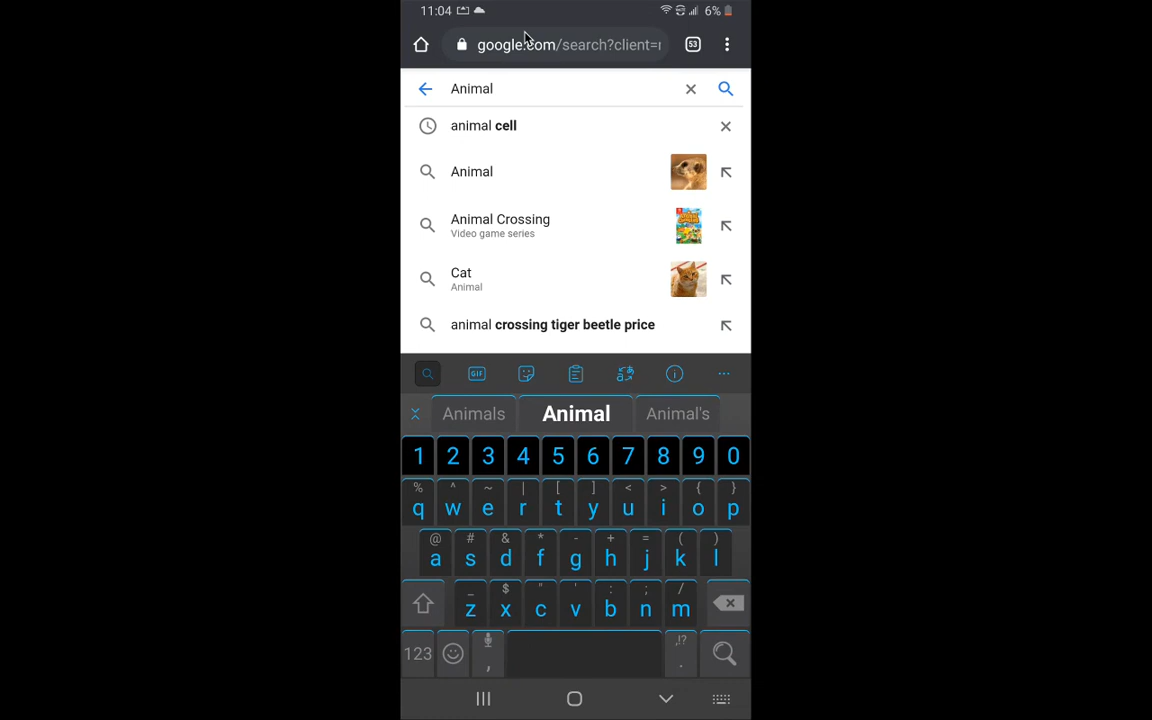 11:04 6%
google.com/search?client=
53
Animal
animal cell
Animal
Animal Crossing
Video game series
Cat
Animal
animal crossing tiger beetle price
GIF
Animals Animal Animal's
1 2 3 4 5 6 7 8 9 0
% ^ ~ | [ ] < > { }
q w e r t y u i o p
@ # & * - + = ( )
a s d f g h j k l
_ $ " ' : ; /
z x c v b n m
,!?
123 , .